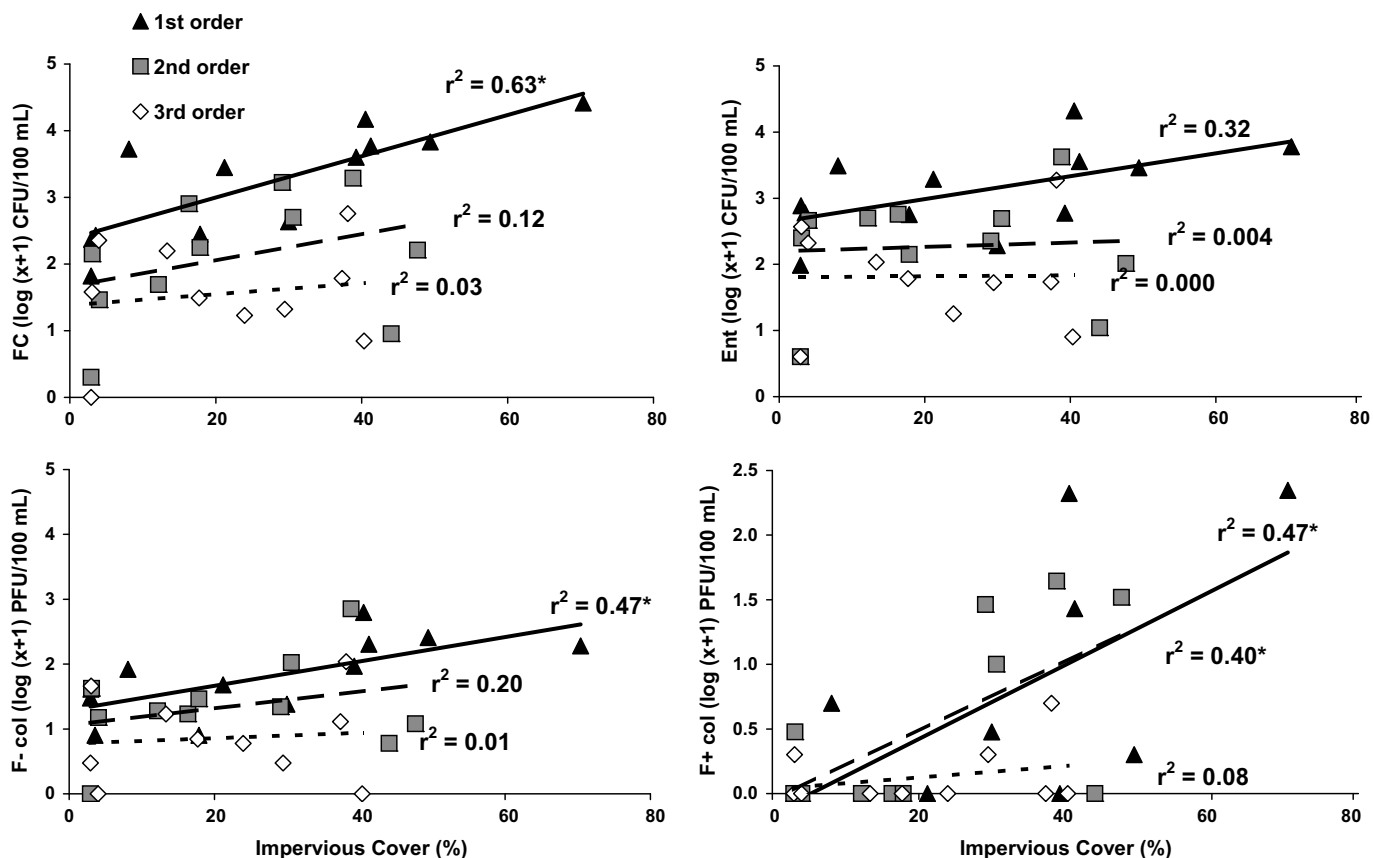 1st order
2nd order
3rd order
FC (log (x+1) CFU/100 mL)
5
4
3
2
1
0
r² = 0.63*
r² = 0.12
r² = 0.03
0 20 40 60 80
Ent (log (x+1) CFU/100 mL)
5
4
3
2
1
0
r² = 0.32
r² = 0.004
r² = 0.000
0 20 40 60 80
F- col (log (x+1) PFU/100 mL)
5
4
3
2
1
0
r² = 0.47*
r² = 0.20
r² = 0.01
0 20 40 60 80
Impervious Cover (%)
F+ col (log (x+1) PFU/100 mL)
2.5
2.0
1.5
1.0
0.5
0.0
r² = 0.47*
r² = 0.40*
r² = 0.08
0 20 40 60 80
Impervious Cover (%)